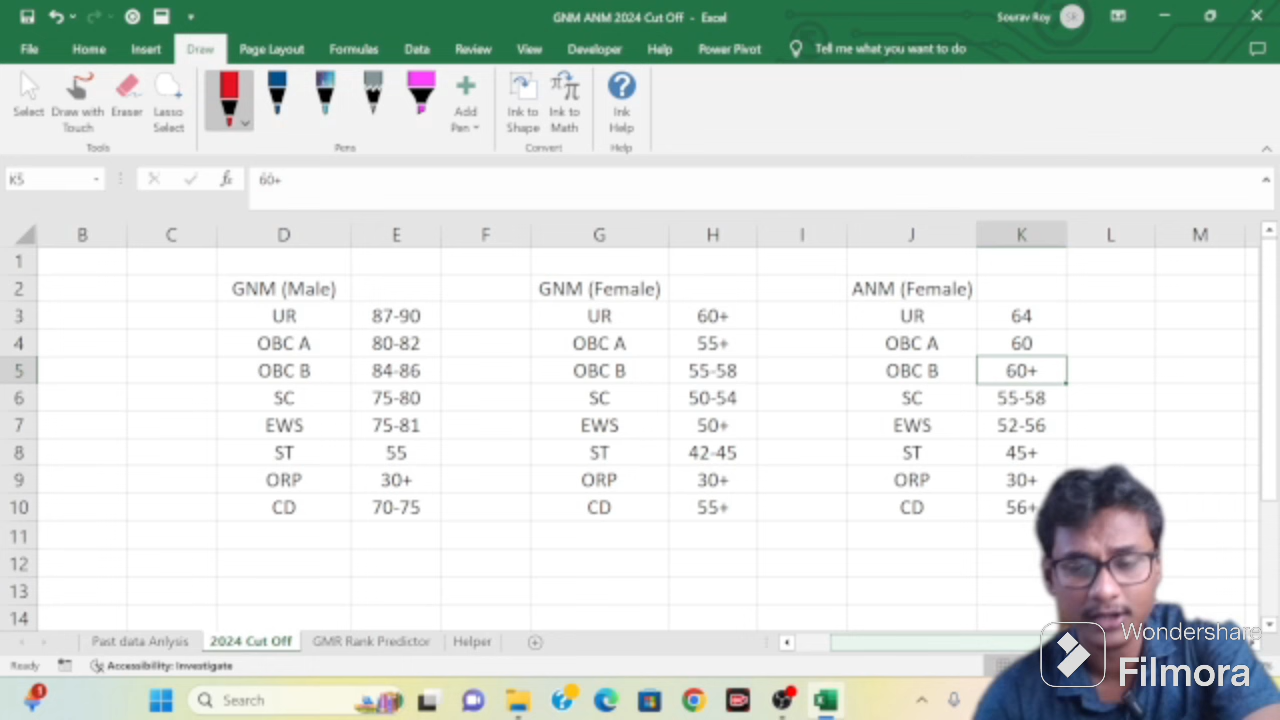 GNM ANM 2024 Cut Off - Excel
Sourav Roy SR
File Home Insert Draw Page Layout Formulas Data Review View Developer Help Power Pivot Tell me what you want to do
Select Draw with Touch Eraser Lasso Select Add Pen Ink to Shape Ink to Math Ink Help
Tools Pens Convert Help
K5 fx 60+
B C D E F G H I J K L M
1
2 GNM (Male) GNM (Female) ANM (Female)
3 UR 87-90 UR 60+ UR 64
4 OBC A 80-82 OBC A 55+ OBC A 60
5 OBC B 84-86 OBC B 55-58 OBC B 60+
6 SC 75-80 SC 50-54 SC 55-58
7 EWS 75-81 EWS 50+ EWS 52-56
8 ST 55 ST 42-45 ST 45+
9 ORP 30+ ORP 30+ ORP 30+
10 CD 70-75 CD 55+ CD 56+
11
12
13
14
Past data Anlysis 2024 Cut Off GMR Rank Predictor Helper
Ready Accessibility: Investigate
Wondershare
Filmora
1 Search